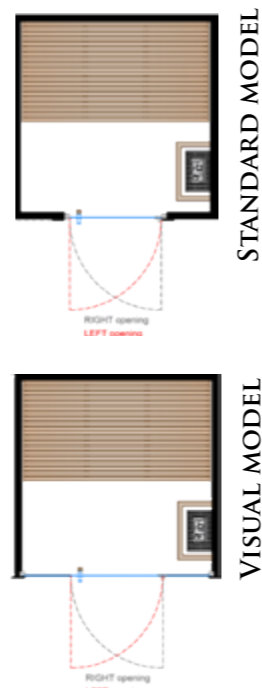 STANDARD MODEL
RIGHT opening
LEFT opening
VISUAL MODEL
RIGHT opening